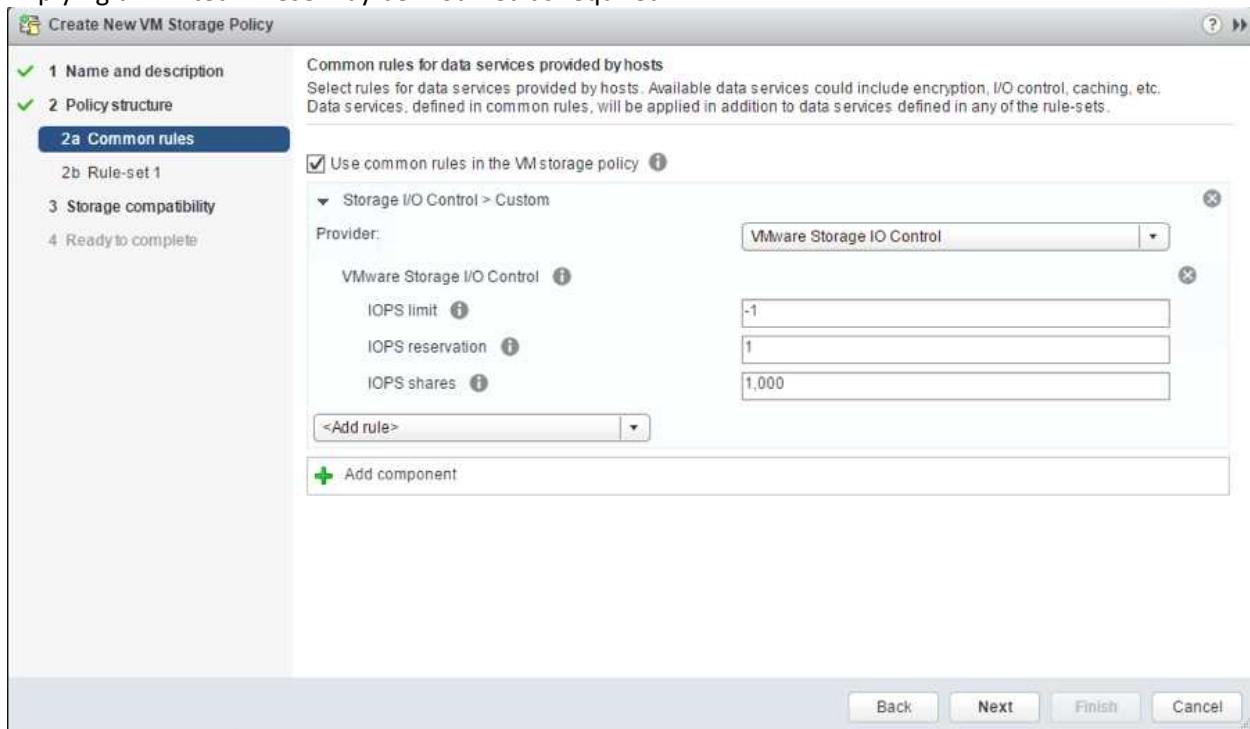 Create New VM Storage Policy
1 Name and description
2 Policy structure
2a Common rules
2b Rule-set 1
3 Storage compatibility
4 Ready to complete
Common rules for data services provided by hosts
Select rules for data services provided by hosts. Available data services could include encryption, I/O control, caching, etc.
Data services, defined in common rules, will be applied in addition to data services defined in any of the rule-sets.
Use common rules in the VM storage policy
Storage I/O Control > Custom
Provider: VMware Storage IO Control
VMware Storage I/O Control
IOPS limit -1
IOPS reservation 1
IOPS shares 1,000
<Add rule>
Add component
Back Next Finish Cancel